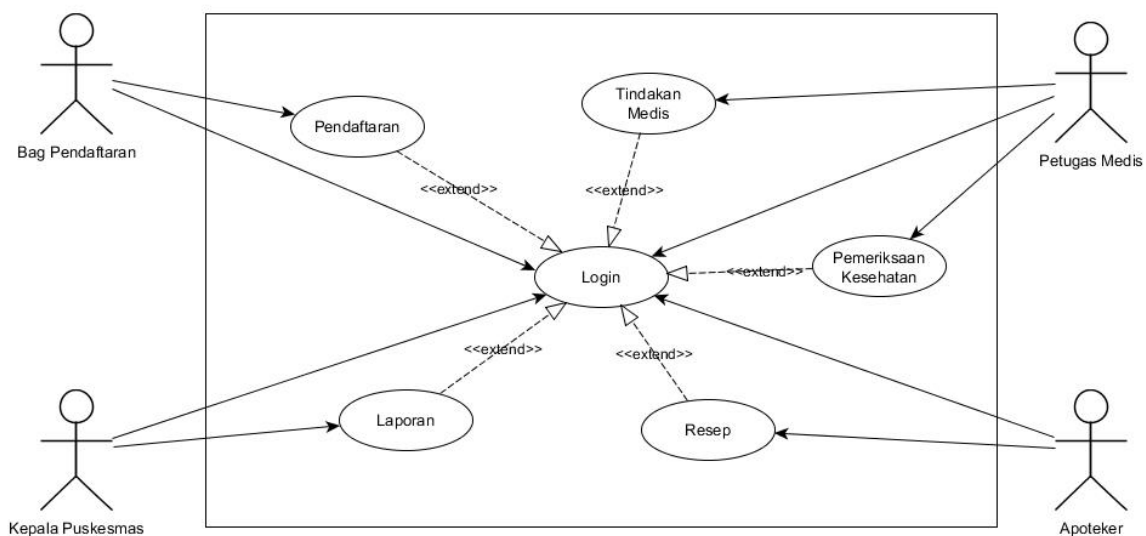 Tindakan
Medis
Pendaftaran
Bag Pendaftaran
Petugas Medis
<<extend>>
<<extend>>
Pemeriksaan
Kesehatan
Login
<<extend>>
<<extend>>
<<extend>>
Laporan
Resep
Kepala Puskesmas
Apoteker